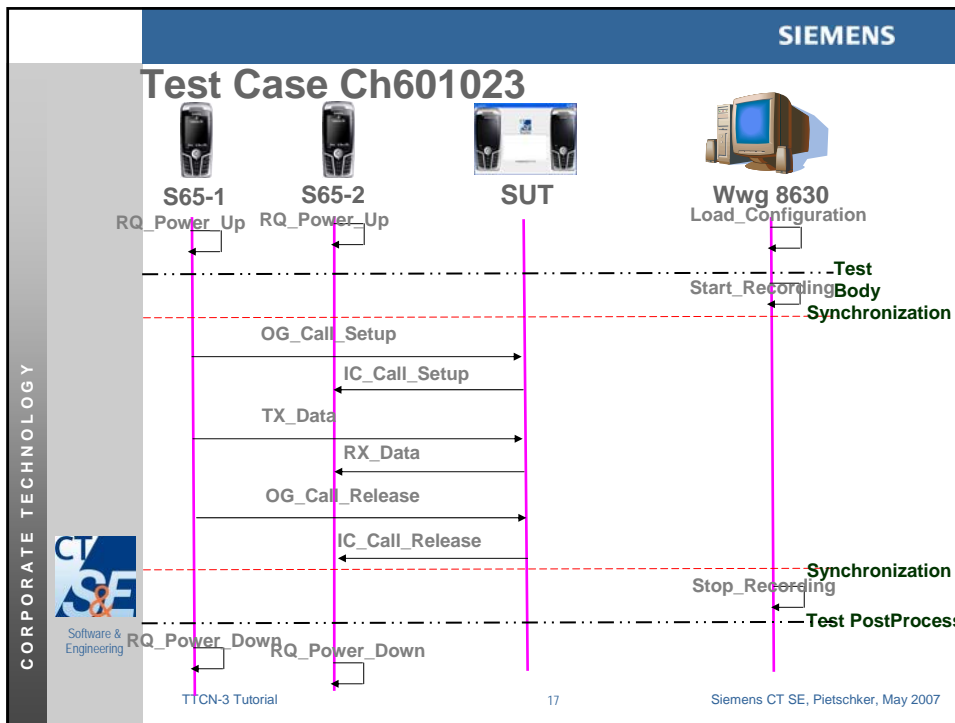 SIEMENS
Test Case Ch601023
S65-1
S65-2
SUT
Wwg 8630
RQ_Power_Up
RQ_Power_Up
Load_Configuration
Test
Body
Start_Recording
Synchronization
OG_Call_Setup
IC_Call_Setup
TX_Data
RX_Data
OG_Call_Release
IC_Call_Release
Synchronization
Stop_Recording
Test PostProcess
RQ_Power_Down
RQ_Power_Down
CORPORATE TECHNOLOGY
CT
S&E
Software &
Engineering
TTCN-3 Tutorial
17
Siemens CT SE, Pietschker, May 2007